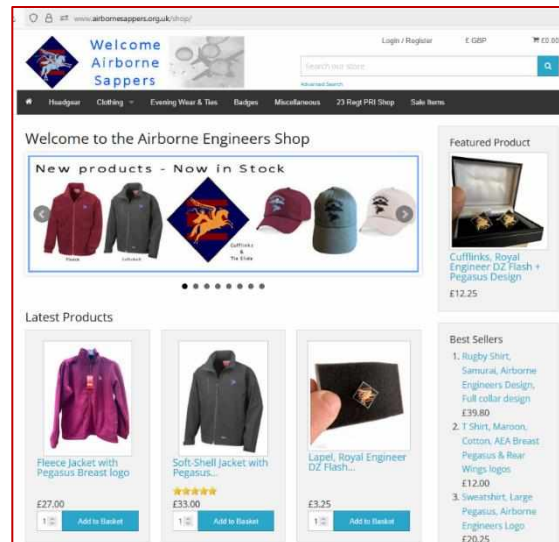 www.airbornesappers.org.uk/shop/
Welcome
Airborne
Sappers
Login / Register
£ GBP
£0.00
Search our store
Advanced Search
Headgear
Clothing
Evening Wear & Ties
Badges
Miscellaneous
23 Regt PRI Shop
Sale Items
Welcome to the Airborne Engineers Shop
New products - Now in Stock
Cufflinks
&
Tie Slide
Latest Products
Fleece Jacket with
Pegasus Breast logo
£27.00
1
Add to Basket
Soft-Shell Jacket with
Pegasus...
£33.00
1
Add to Basket
Lapel, Royal Engineer
DZ Flash...
£3.25
1
Add to Basket
Featured Product
Cufflinks, Royal
Engineer DZ Flash +
Pegasus Design
£12.25
Best Sellers
1. Rugby Shirt,
Samurai, Airborne
Engineers Design,
Full collar design
£39.80
2. T Shirt, Maroon,
Cotton, AEA Breast
Pegasus & Rear
Wings logos
£12.00
3. Sweatshirt, Large
Pegasus, Airborne
Engineers Logo
£20.25